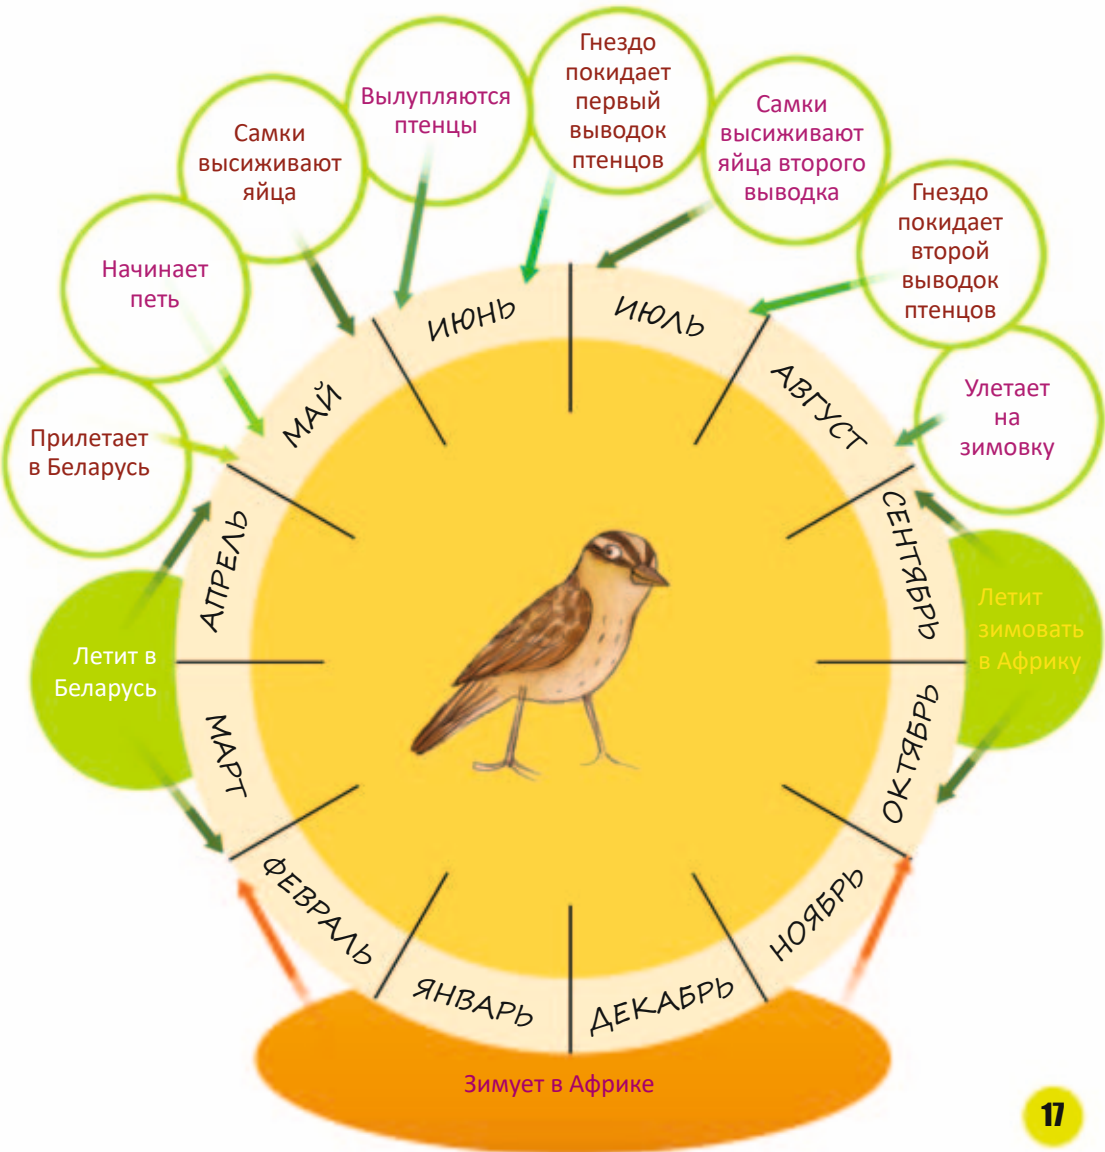 Гнездо
покидает
первый
выводок
птенцов
Вылупляются
птенцы
Самки
высиживают
яйца второго
выводка
Самки
высиживают
яйца
Гнездо
покидает
второй
выводок
птенцов
Начинает
петь
Улетает
на
зимовку
Прилетает
в Беларусь
Летит в
Беларусь
Летит
зимовать
в Африку
ИЮНЬ
ИЮЛЬ
МАЙ
АВГУСТ
АПРЕЛЬ
СЕНТЯБРЬ
МАРТ
ОКТЯБРЬ
ФЕВРАЛЬ
НОЯБРЬ
ЯНВАРЬ
ДЕКАБРЬ
Зимует в Африке
17